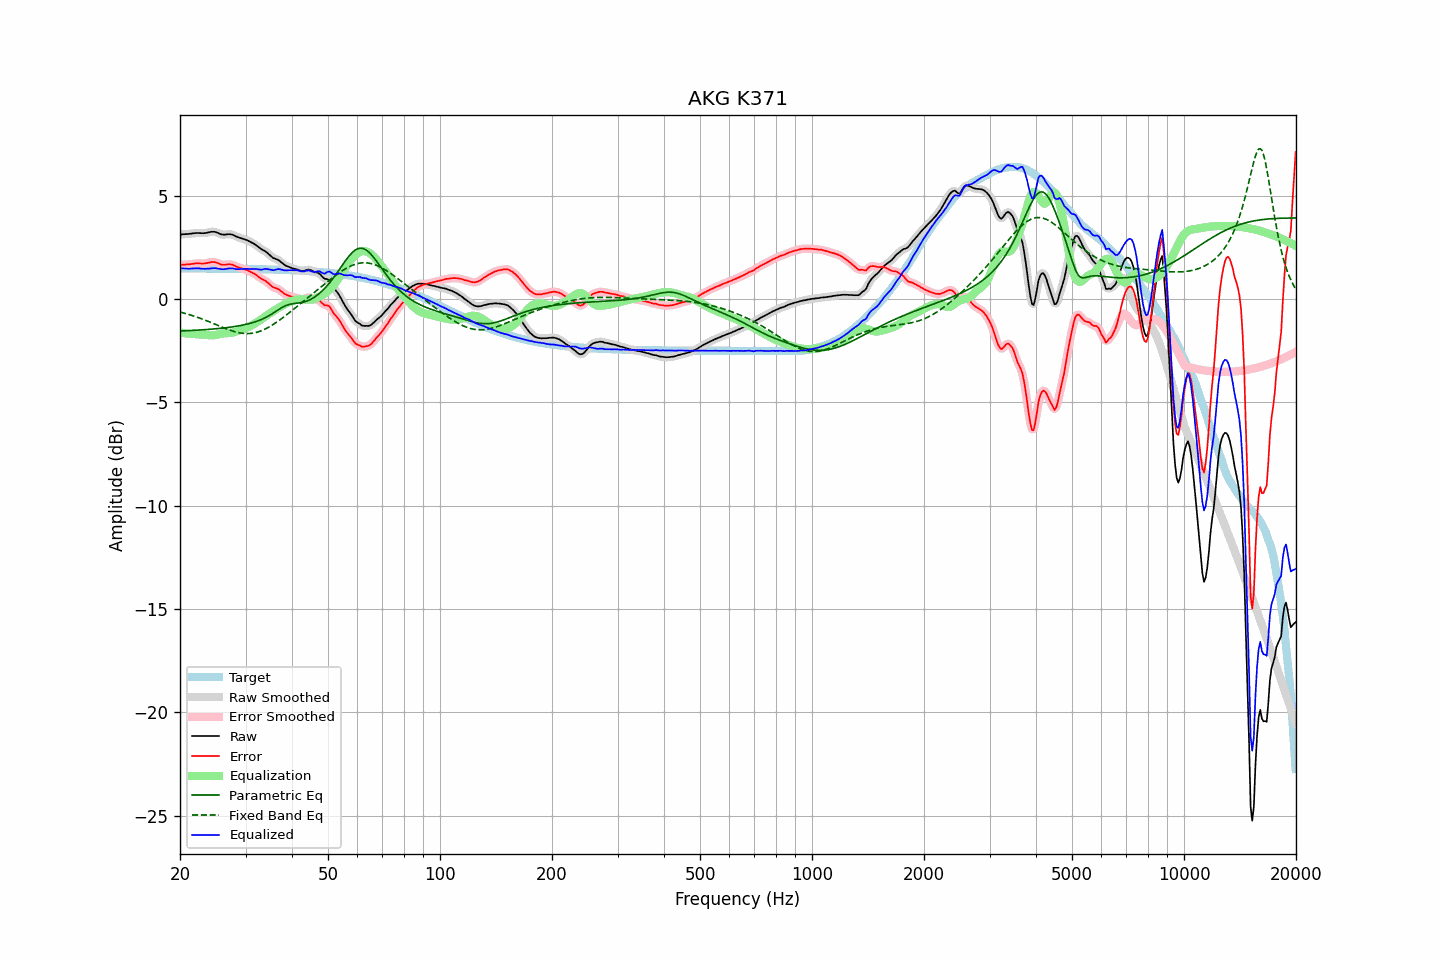 AKG K371
Amplitude (dBr)
5
0
−5
−10
−15
−20
−25
Target
Raw Smoothed
Error Smoothed
Raw
Error
Equalization
Parametric Eq
Fixed Band Eq
Equalized
20
50
100
200
500
1000
2000
5000
10000
20000
Frequency (Hz)